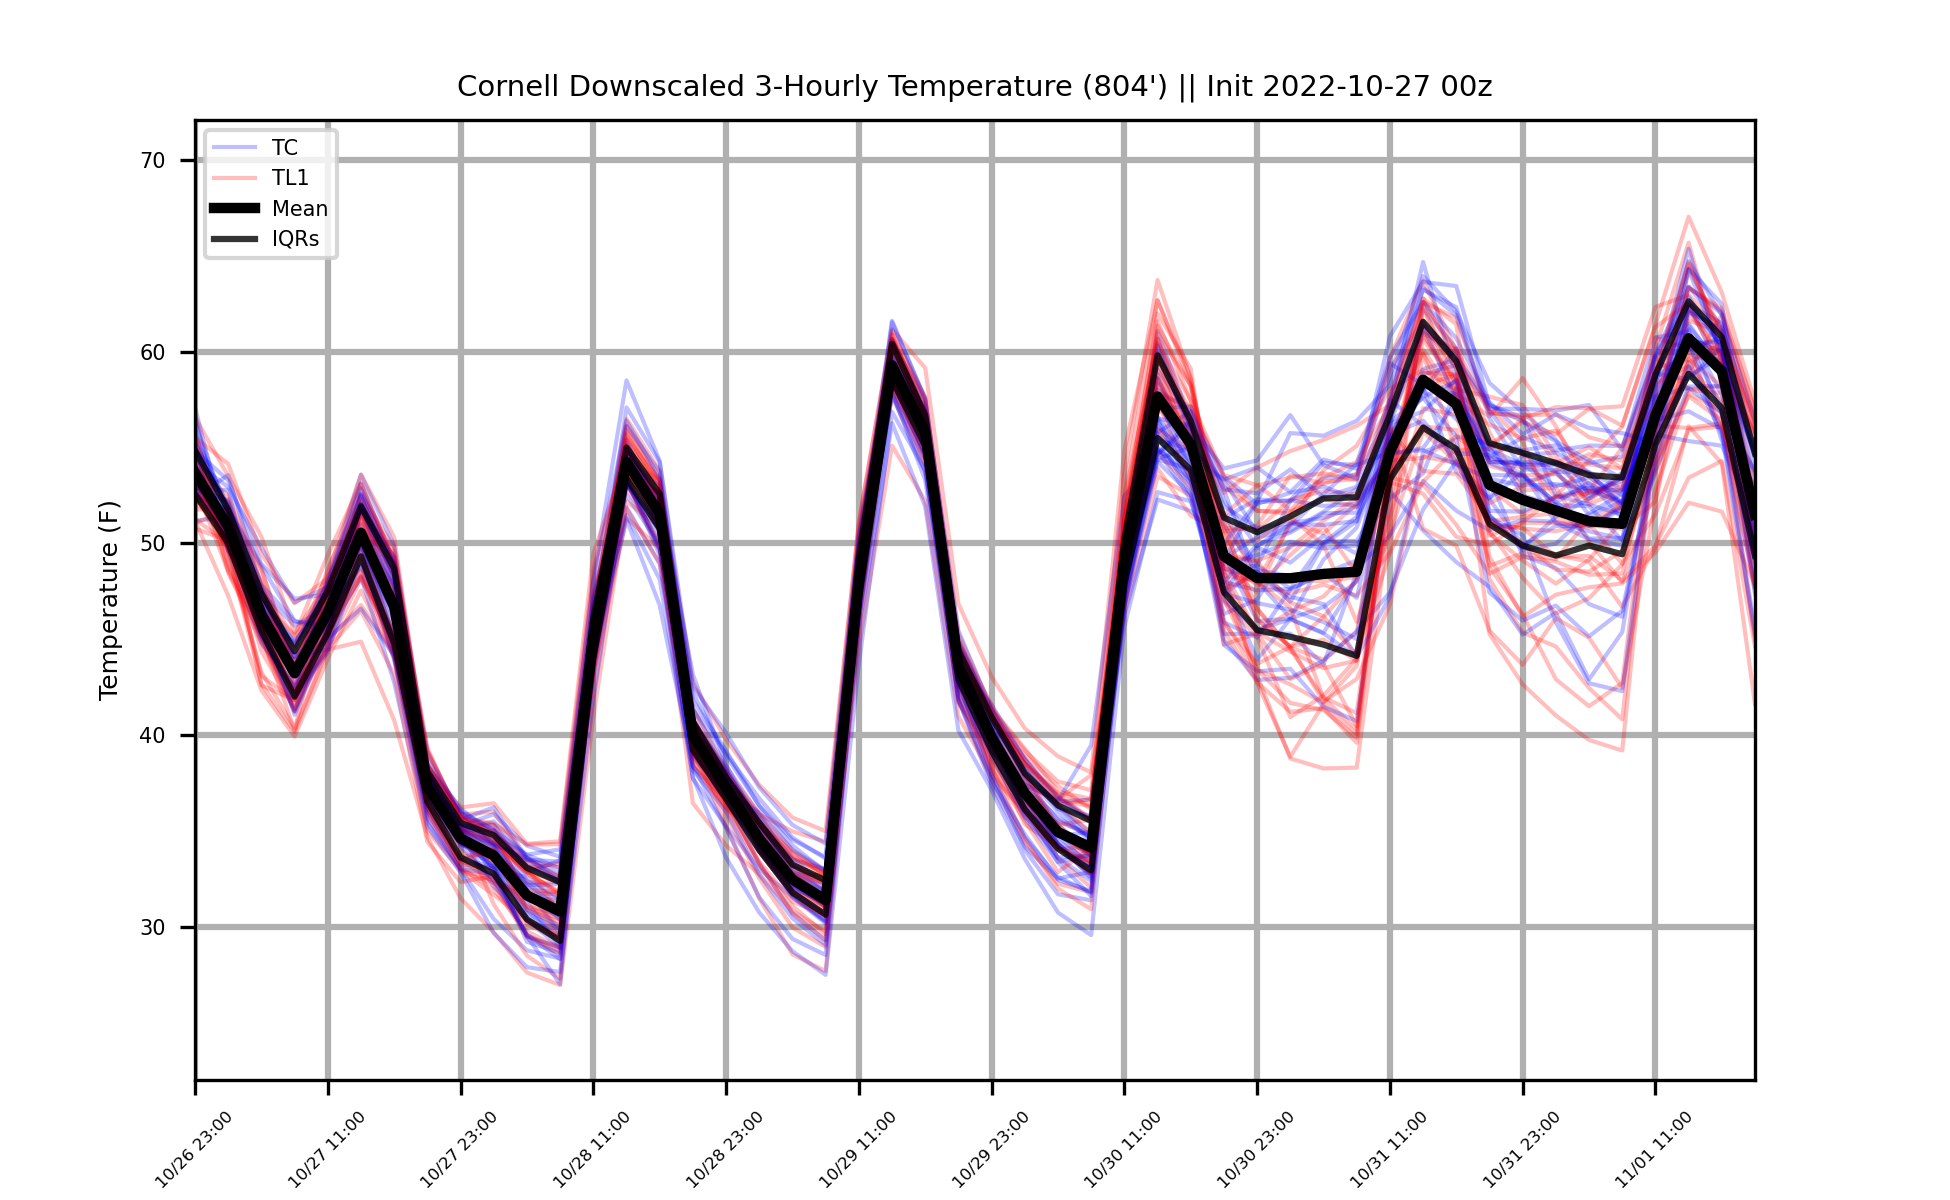 Cornell Downscaled 3-Hourly Temperature (804') || Init 2022-10-27 00z
TC
TL1
Mean
IQRs
Temperature (F)
70
60
50
40
30
10/26 23:00
10/27 11:00
10/27 23:00
10/28 11:00
10/28 23:00
10/29 11:00
10/29 23:00
10/30 11:00
10/30 23:00
10/31 11:00
10/31 23:00
11/01 11:00